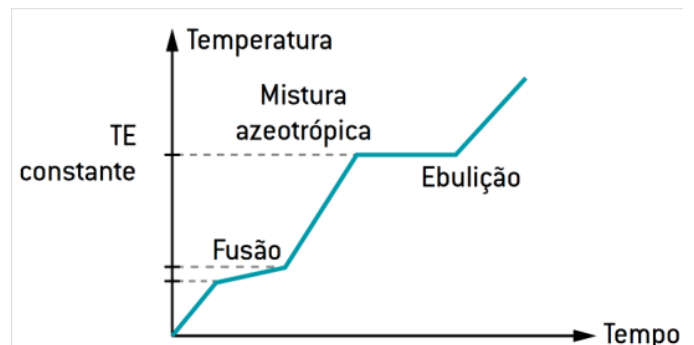 Temperatura
Mistura
azeotrópica
TE
constante
Ebulição
Fusão
Tempo